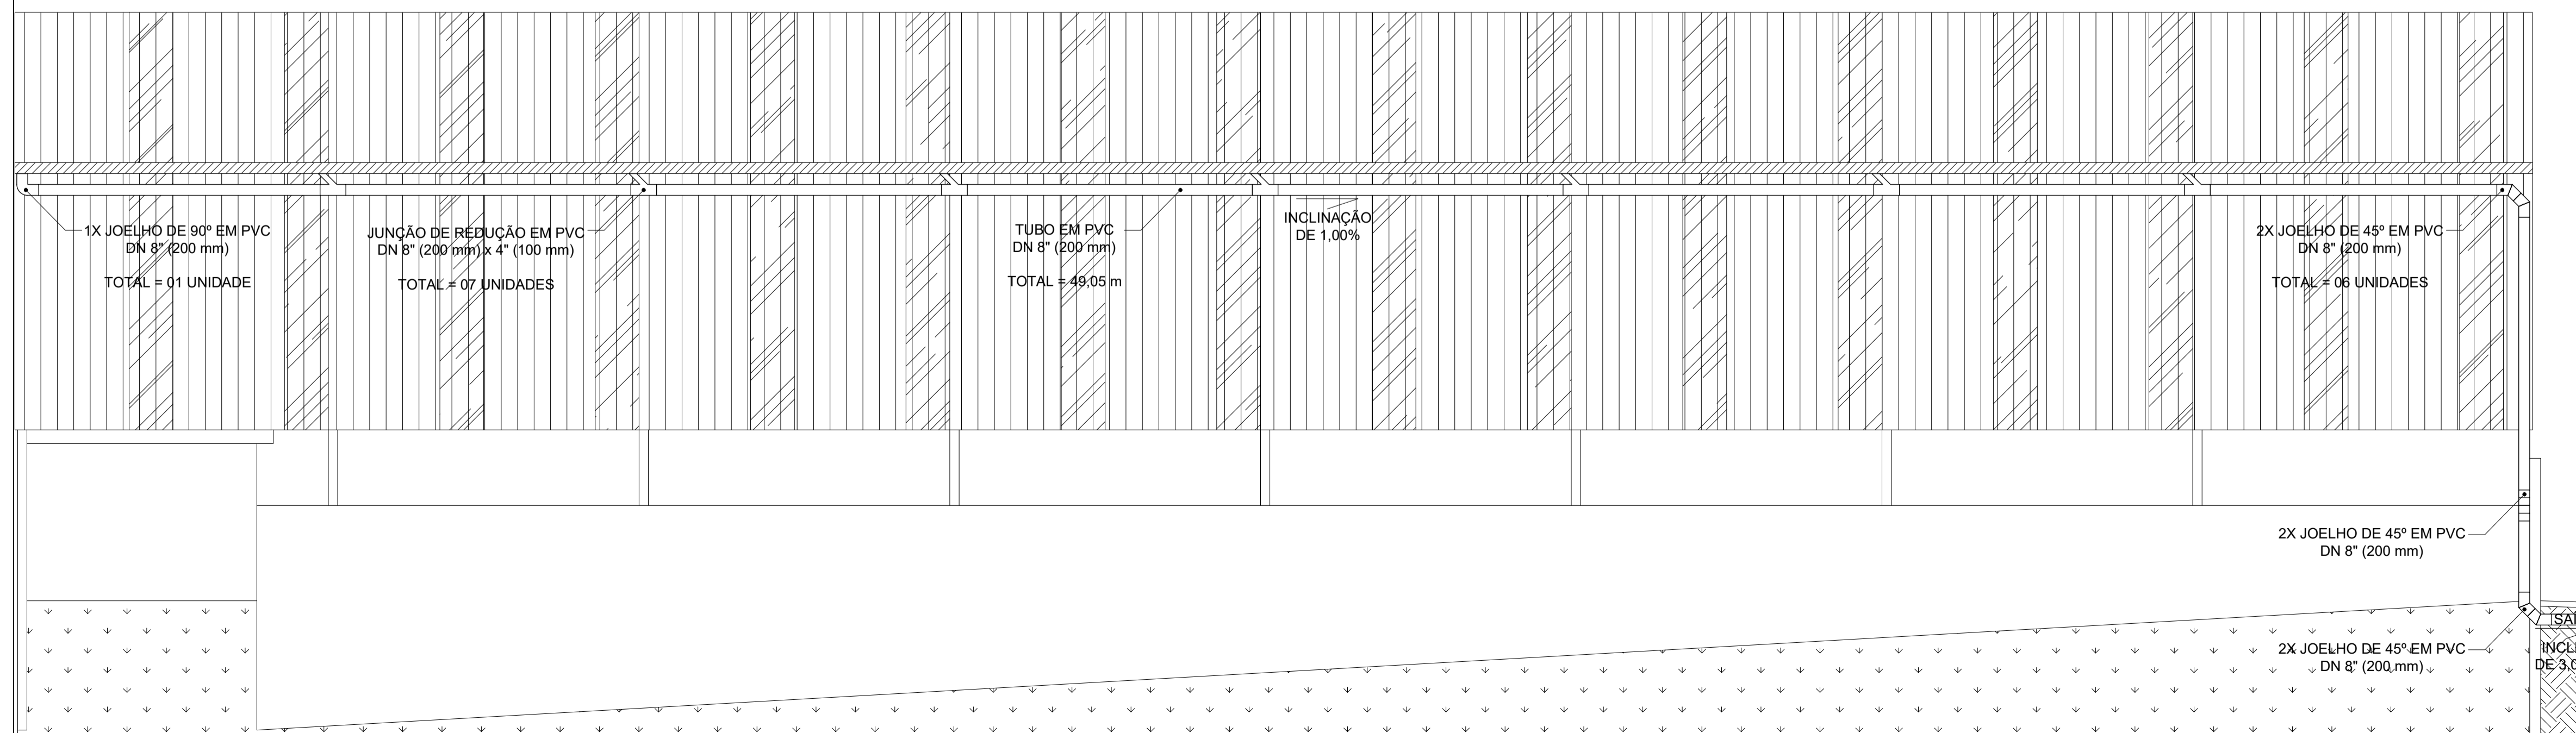 1X JOELHO DE 90º EM PVC
DN 8" (200 mm)
TOTAL = 01 UNIDADE
JUNÇÃO DE REDUÇÃO EM PVC
DN 8" (200 mm) x 4" (100 mm)
TOTAL = 07 UNIDADES
TUBO EM PVC
DN 8" (200 mm)
TOTAL = 49,05 m
INCLINAÇÃO
DE 1,00%
2X JOELHO DE 45º EM PVC
DN 8" (200 mm)
TOTAL = 06 UNIDADES
2X JOELHO DE 45º EM PVC
DN 8" (200 mm)
2X JOELHO DE 45º EM PVC
DN 8" (200 mm)